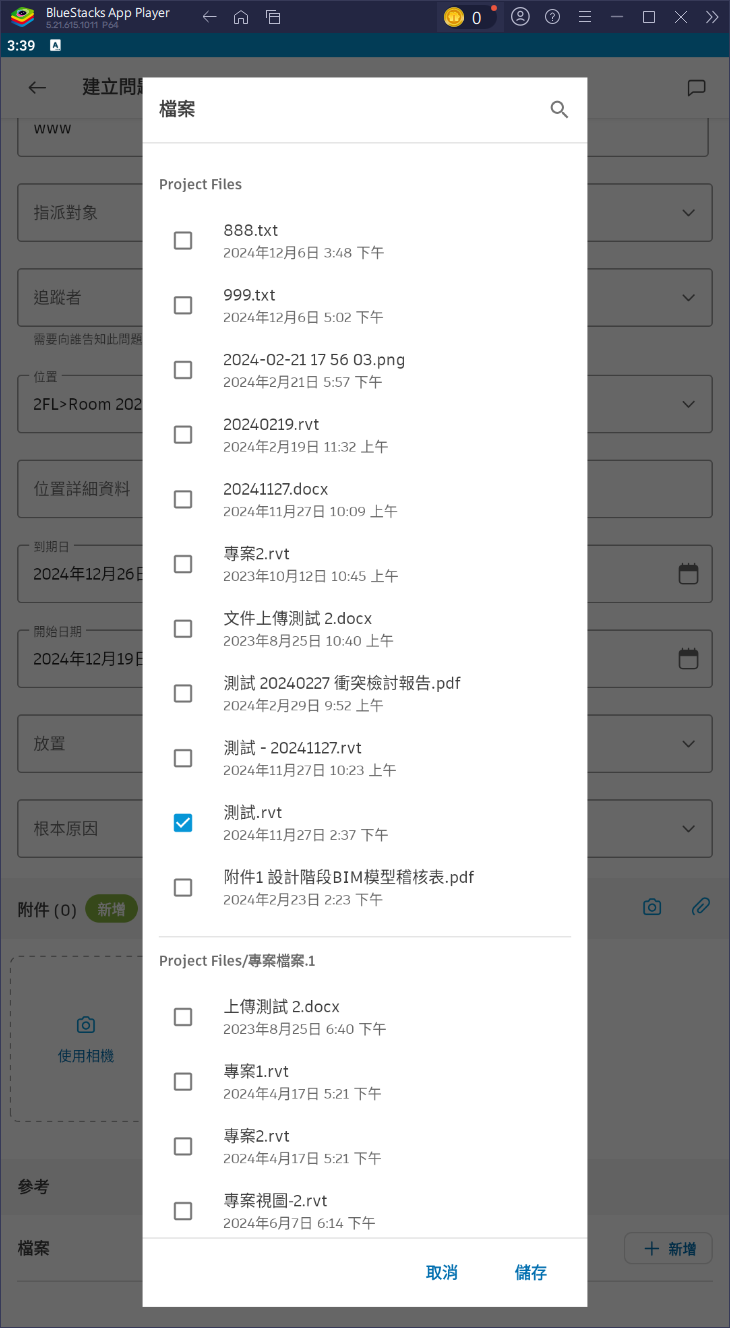 BlueStacks App Player
5.21.615.1011 P64
0
3:39
A
建立問題
檔案
www
Project Files
指派對象
888.txt
2024年12月6日 3:48 下午
追蹤者
999.txt
2024年12月6日 5:02 下午
需要向誰告知此問題
2024-02-21 17 56 03.png
2024年2月21日 5:57 下午
位置
2FL>Room 202
20240219.rvt
2024年2月19日 11:32 上午
位置詳細資料
20241127.docx
2024年11月27日 10:09 上午
到期日
2024年12月26日
專案2.rvt
2023年10月12日 10:45 上午
開始日期
2024年12月19日
文件上傳測試 2.docx
2023年8月25日 10:40 上午
測試 20240227 衝突檢討報告.pdf
2024年2月29日 9:52 上午
放置
測試 - 20241127.rvt
2024年11月27日 10:23 上午
根本原因
測試.rvt
2024年11月27日 2:37 下午
附件1 設計階段BIM模型稽核表.pdf
2024年2月23日 2:23 下午
附件 (0)
新增
Project Files/專案檔案.1
上傳測試 2.docx
2023年8月25日 6:40 下午
使用相機
專案1.rvt
2024年4月17日 5:21 下午
專案2.rvt
2024年4月17日 5:21 下午
參考
專案視圖-2.rvt
2024年6月7日 6:14 下午
檔案
新增
取消
儲存